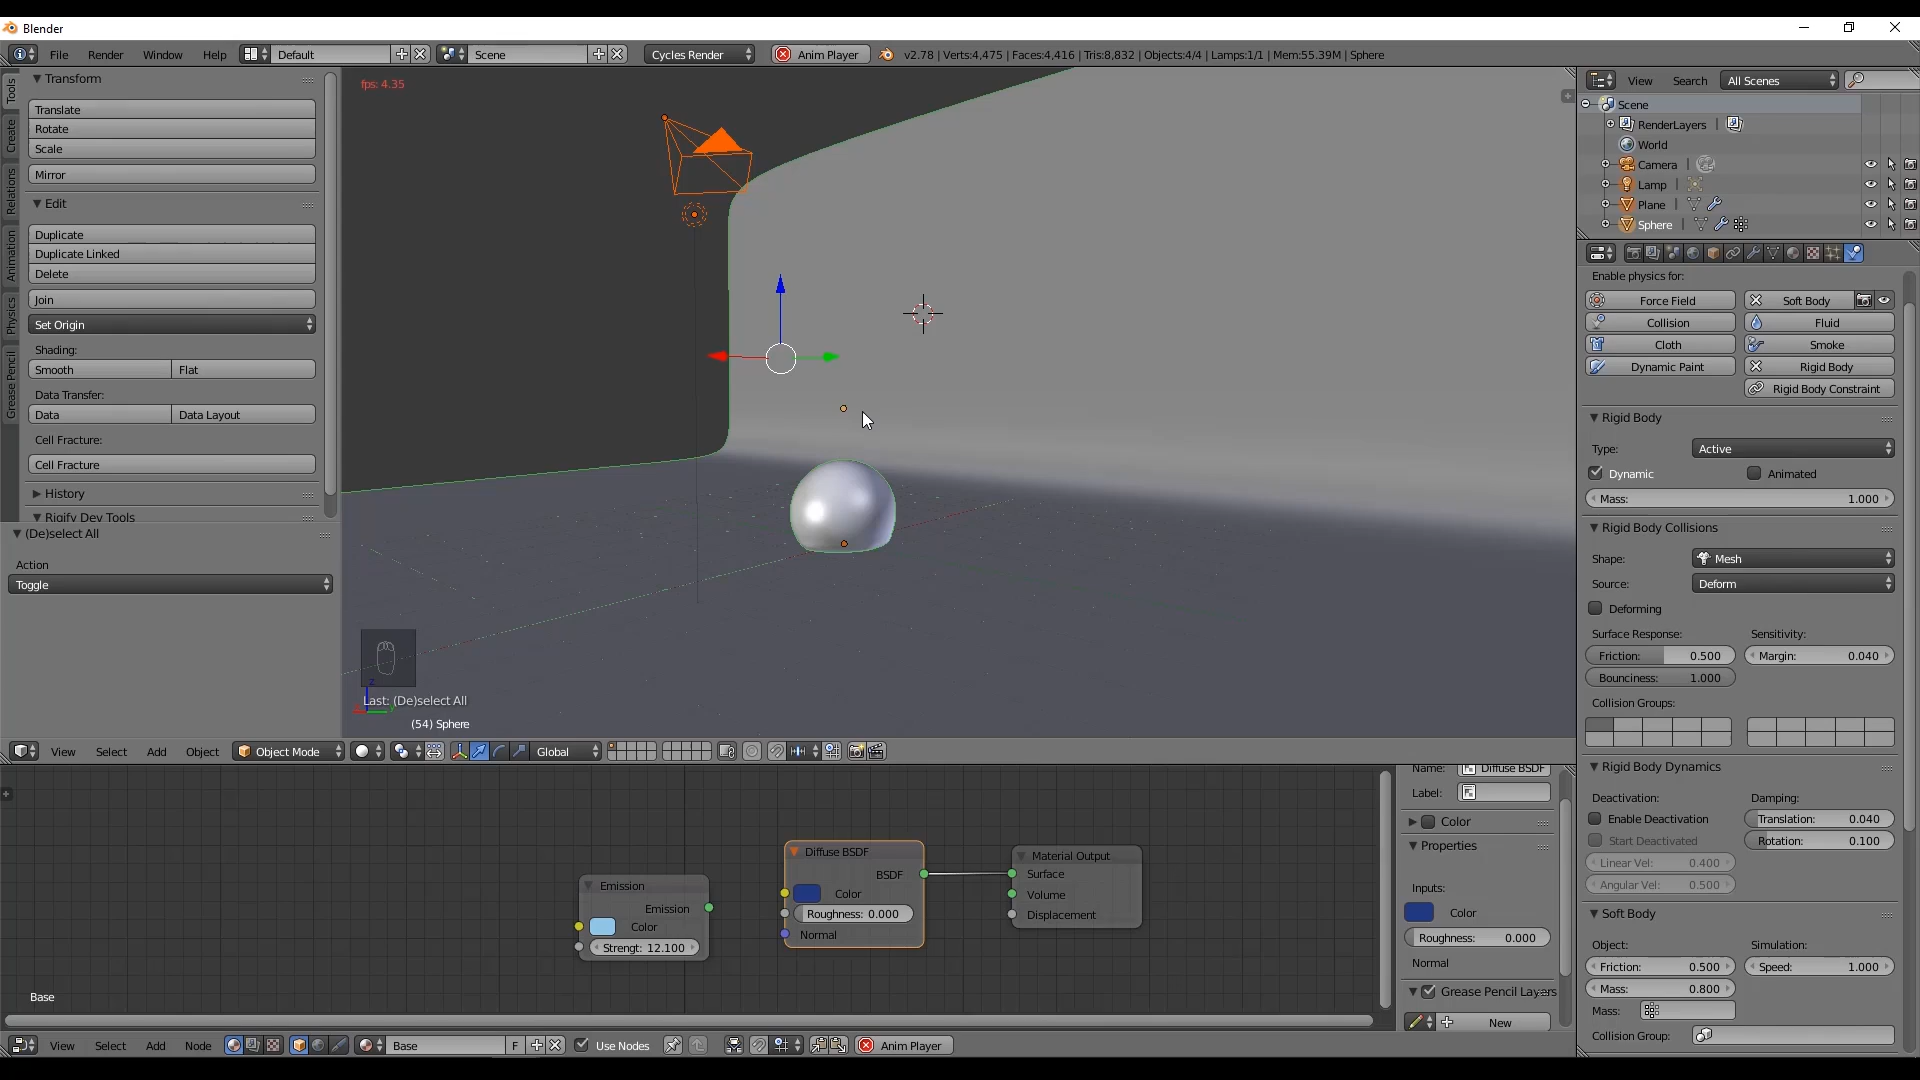 Blender
File Render Window Help Default Scene Cycles Render Anim Player v2.78 | Verts:4,475 | Faces:4,416 | Tris:8,832 | Objects:4/4 | Lamps:1/1 | Mem:55.39M | Sphere
Tools
Create
Relations
Animation
Physics
Grease Pencil
Transform
Translate
Rotate
Scale
Mirror
Edit
Duplicate
Duplicate Linked
Delete
Join
Set Origin
Shading:
Smooth Flat
Data Transfer:
Data Data Layout
Cell Fracture:
Cell Fracture
History
Rigify Dev Tools
(De)select All
Action
Toggle
fps: 4.35
z
Last: (De)select All
(54) Sphere
View Select Add Object Object Mode Global
View Search All Scenes
Scene
RenderLayers
World
Camera
Lamp
Plane
Sphere
Enable physics for:
Force Field Soft Body
Collision Fluid
Cloth Smoke
Dynamic Paint Rigid Body
Rigid Body Constraint
Rigid Body
Type: Active
Dynamic Animated
Mass: 1.000
Rigid Body Collisions
Shape: Mesh
Source: Deform
Deforming
Surface Response: Sensitivity:
Friction: 0.500 Margin: 0.040
Bounciness: 1.000
Collision Groups:
Rigid Body Dynamics
Deactivation: Damping:
Enable Deactivation Translation: 0.040
Start Deactivated Rotation: 0.100
Linear Vel: 0.400
Angular Vel: 0.500
Soft Body
Object: Simulation:
Friction: 0.500 Speed: 1.000
Mass: 0.800
Mass:
Collision Group:
Emission
Emission
Color
Strengt: 12.100
Diffuse BSDF
BSDF
Color
Roughness: 0.000
Normal
Material Output
Surface
Volume
Displacement
Name: Diffuse BSDF
Label:
Color
Properties
Inputs:
Color
Roughness: 0.000
Normal
Grease Pencil Layers
New
Base
View Select Add Node Base F Use Nodes Anim Player